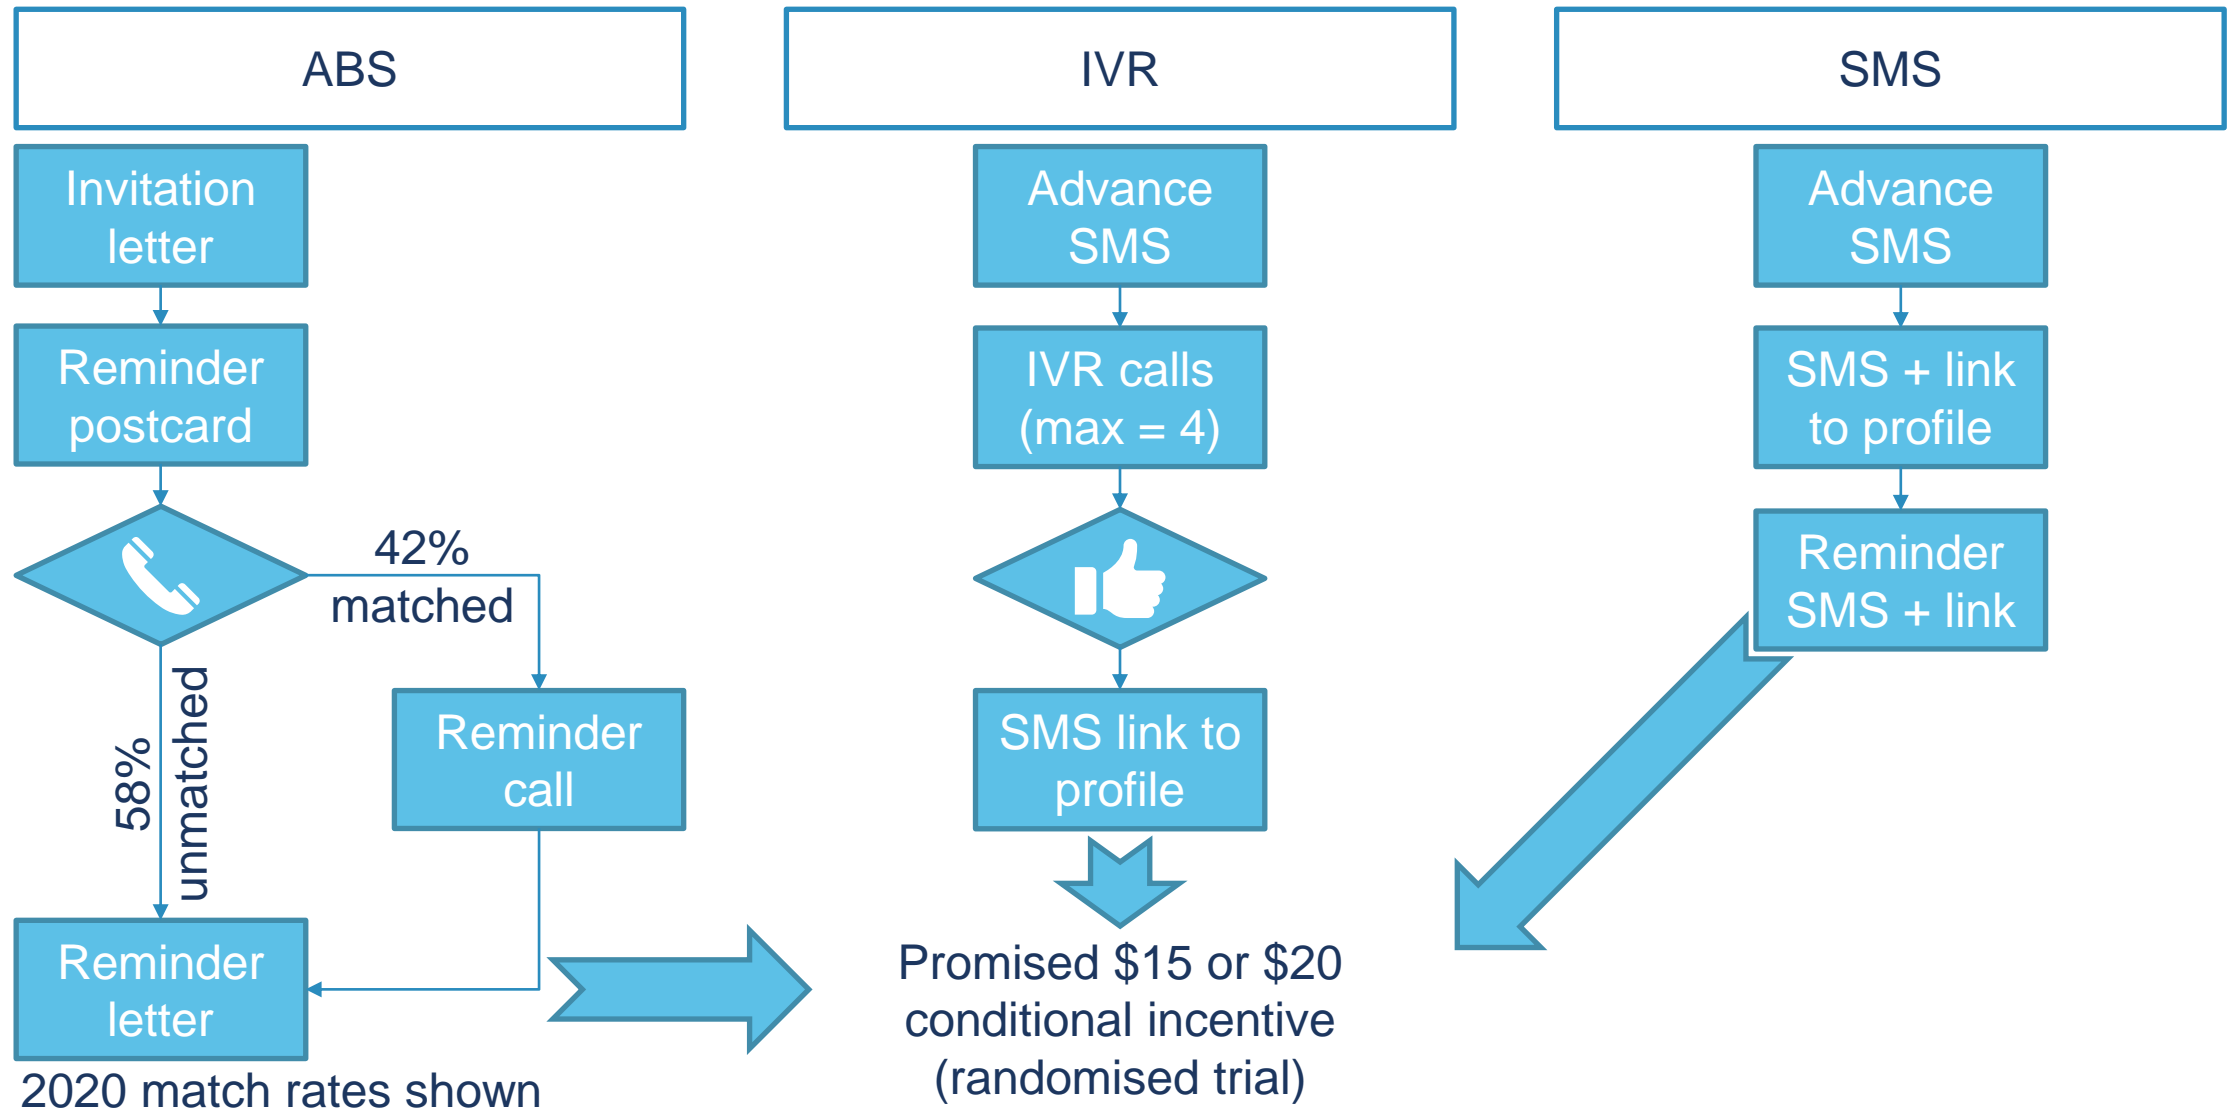 ABS
IVR
SMS
Invitation
letter
Reminder
postcard
42%
matched
58%
unmatched
Reminder
call
Reminder
letter
2020 match rates shown
Advance
SMS
IVR calls
(max = 4)
SMS link to
profile
Promised $15 or $20
conditional incentive
(randomised trial)
Advance
SMS
SMS + link
to profile
Reminder
SMS + link